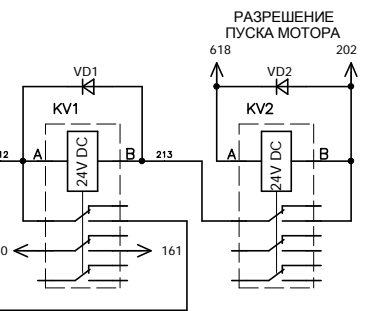 РАЗРЕШЕНИЕ
ПУСКА МОТОРА
618 202
VD1 VD2
KV1 KV2
A 24V DC B 213 A 24V DC B
161